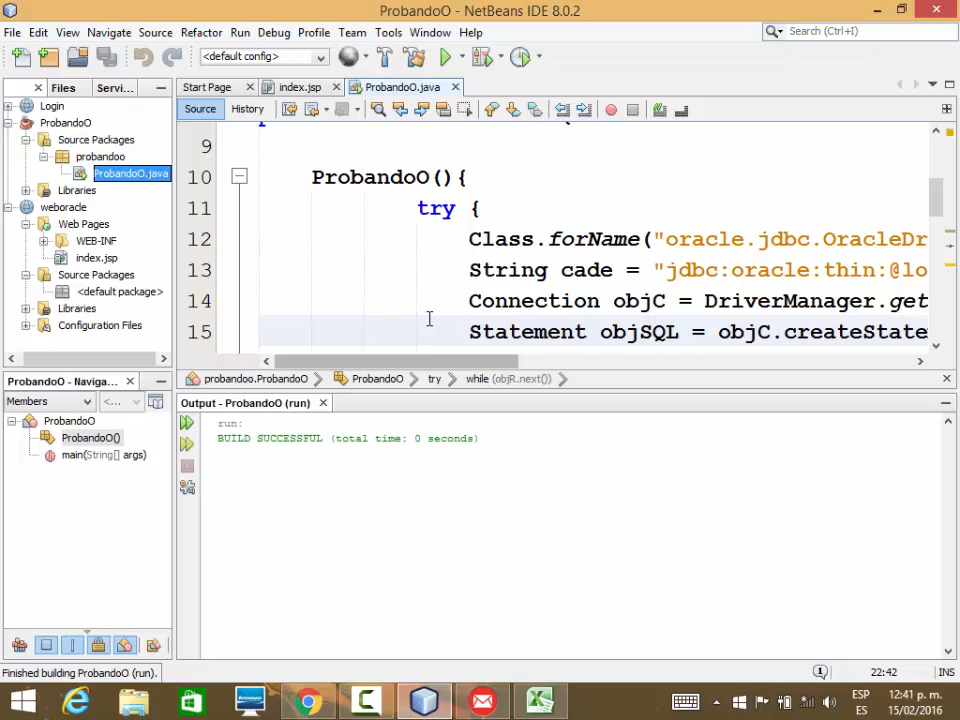 ProbandoO - NetBeans IDE 8.0.2
File Edit View Navigate Source Refactor Run Debug Profile Team Tools Window Help
Search (Ctrl+I)
<default config>
Files Servi...
Start Page index.jsp ProbandoO.java
Source History
Login
ProbandoO
Source Packages
probandoo
ProbandoO.java
Libraries
weboracle
Web Pages
WEB-INF
index.jsp
Source Packages
<default package>
Libraries
Configuration Files
9
10 ProbandoO(){
11 try {
12 Class.forName("oracle.jdbc.OracleDr
13 String cade = "jdbc:oracle:thin:@lo
14 Connection objC = DriverManager.get
15 Statement objSQL = objC.createState
probandoo.ProbandoO ProbandoO try while (objR.next())
ProbandoO - Naviga...
Members <...
ProbandoO
ProbandoO()
main(String[] args)
Output - ProbandoO (run)
run:
BUILD SUCCESSFUL (total time: 0 seconds)
Finished building ProbandoO (run).
22:42 INS
ESP
ES
12:41 p. m.
15/02/2016